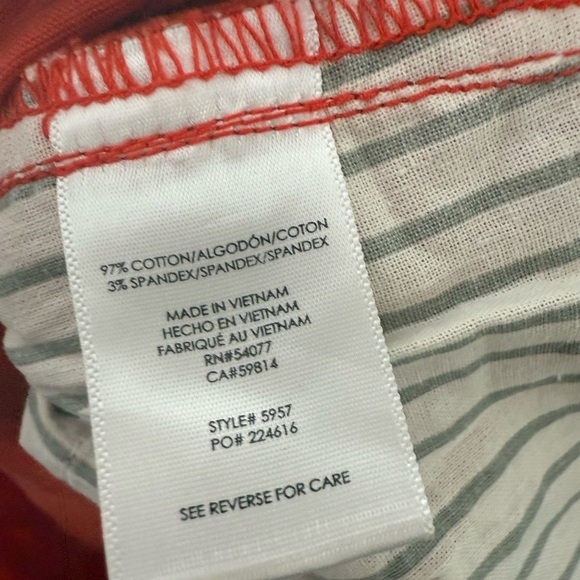 97% COTTON/ALGODÓN/COTON
3% SPANDEX/SPANDEX/SPANDEX
MADE IN VIETNAM
HECHO EN VIETNAM
FABRIQUÉ AU VIETNAM
RN#54077
CA#59814
STYLE# 5957
PO# 224616
SEE REVERSE FOR CARE